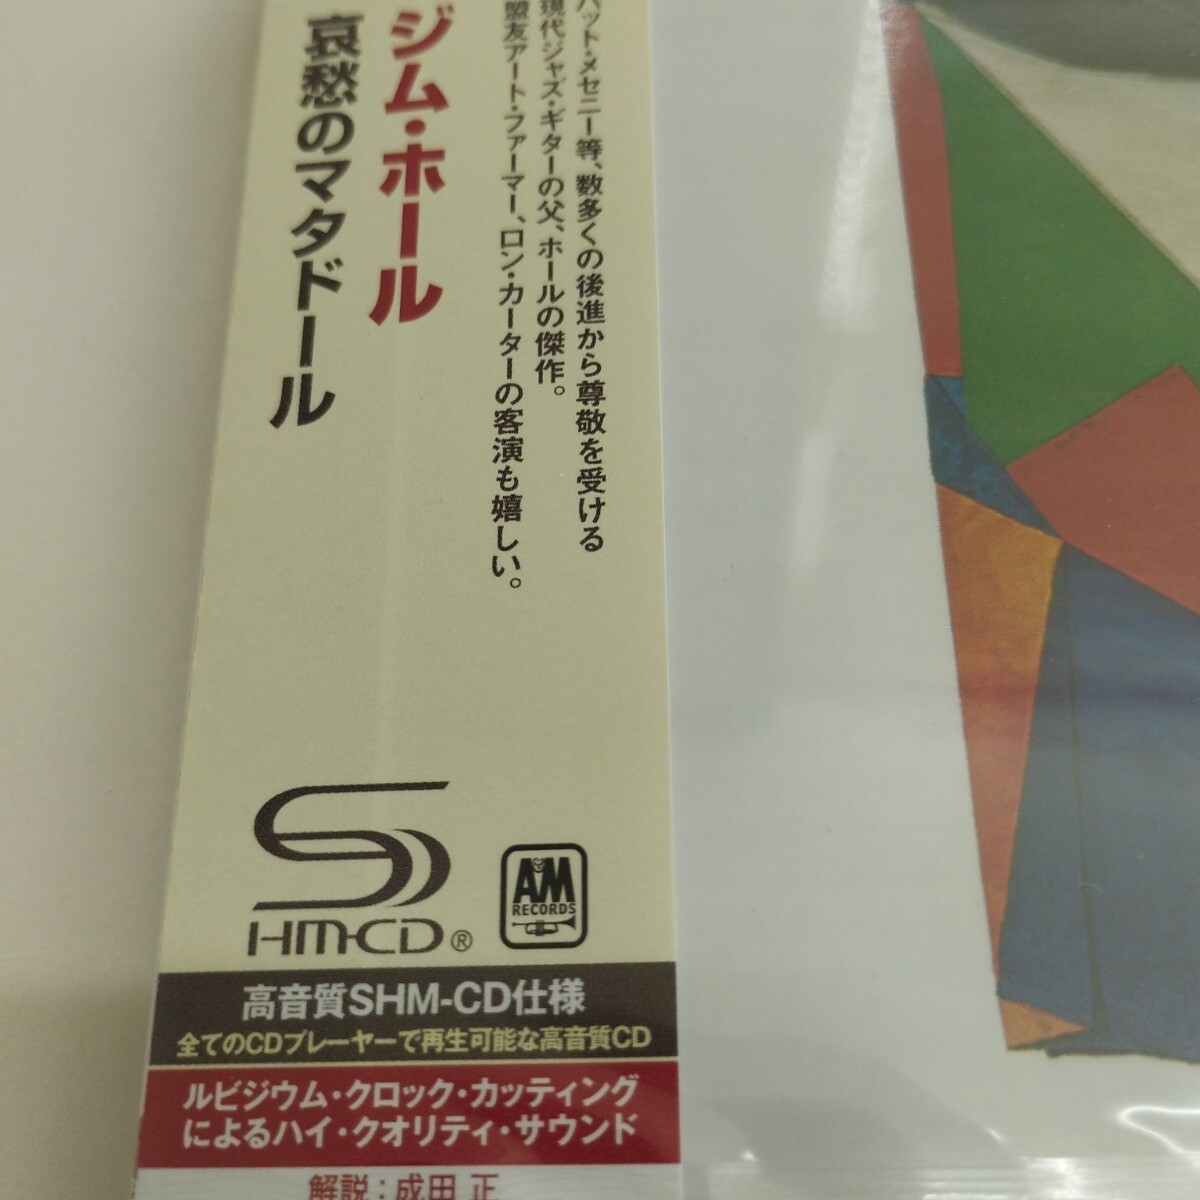 パット・メセニー等、数多くの後進から尊敬を受ける
現代ジャズ・ギターの父、ホールの傑作。
盟友アート・ファーマー、ロン・カーターの客演も嬉しい。
ジム・ホール
哀愁のマタドール
SHM-CD®
A&M
RECORDS
高音質SHM-CD仕様
全てのCDプレーヤーで再生可能な高音質CD
ルビジウム・クロック・カッティング
によるハイ・クオリティ・サウンド
解説:成田 正